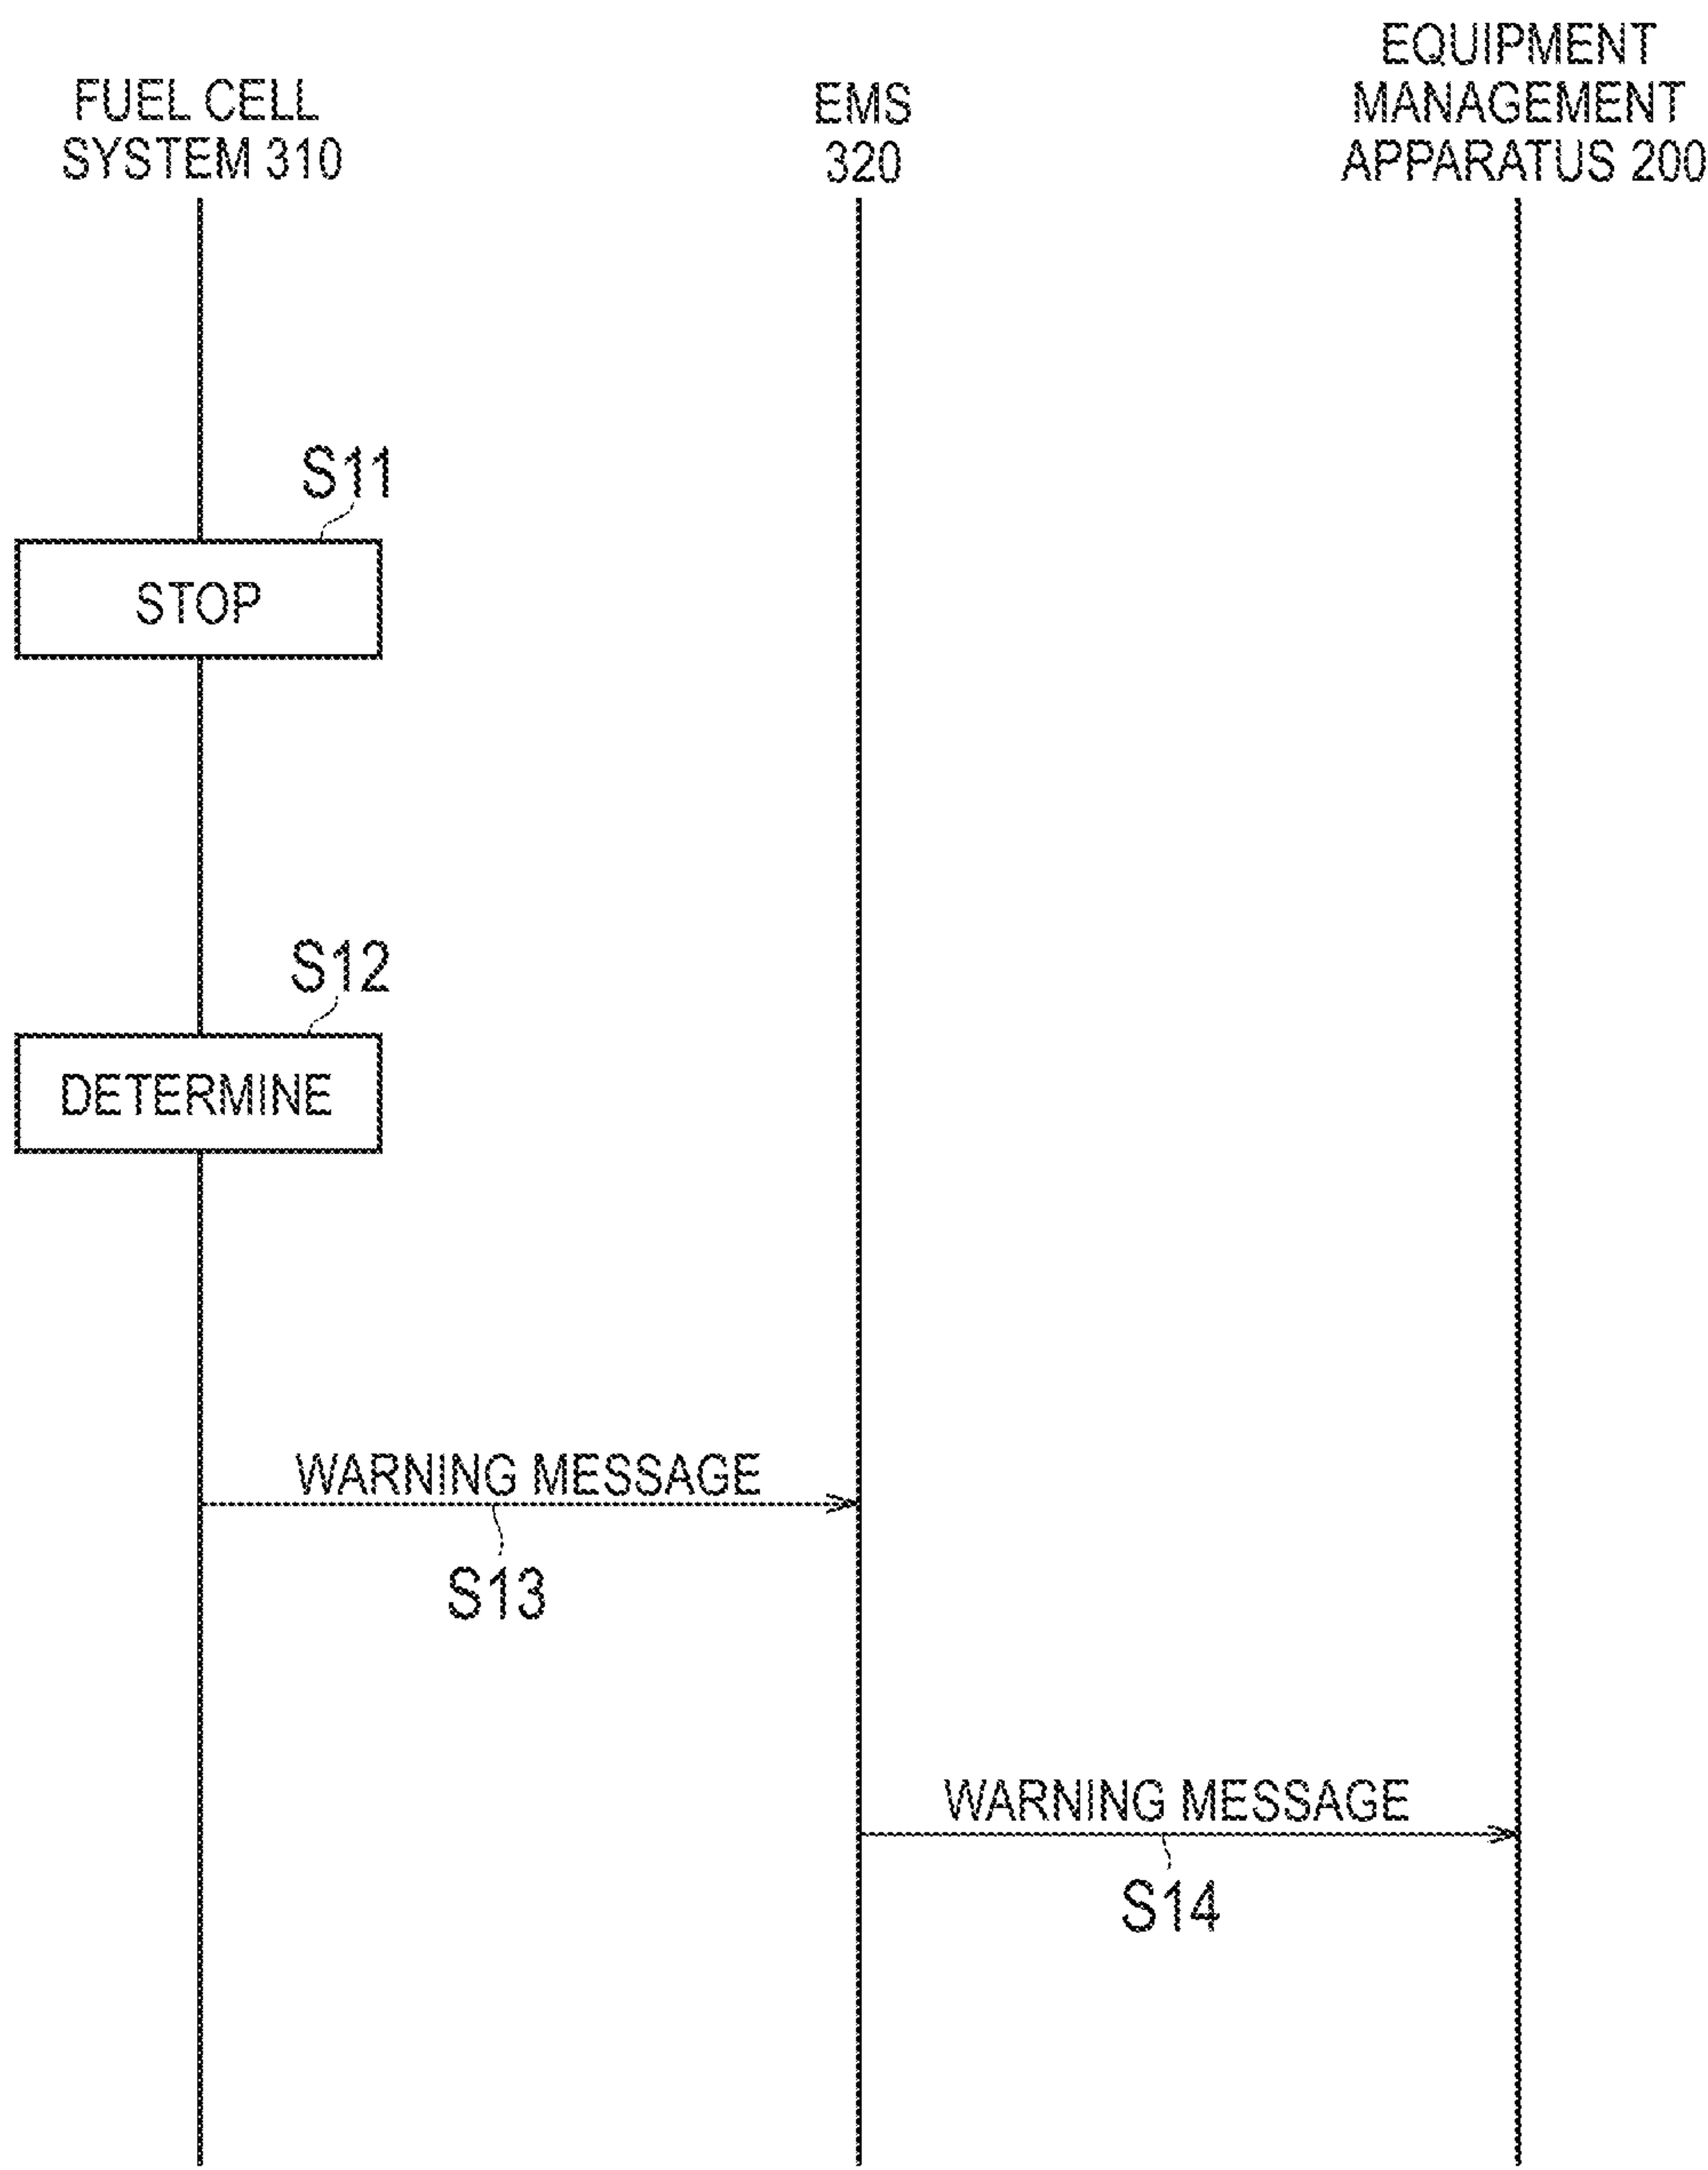 FUEL CELL
SYSTEM 310
EMS
320
EQUIPMENT
MANAGEMENT
APPARATUS 200
S11
STOP
S12
DETERMINE
WARNING MESSAGE
S13
WARNING MESSAGE
S14